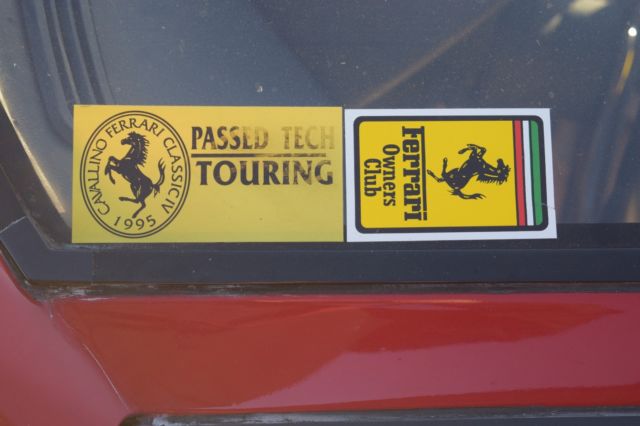 CAVALLINO FERRARI CLASSIC IV
1995
PASSED TECH
TOURING
Ferrari
Owners
Club